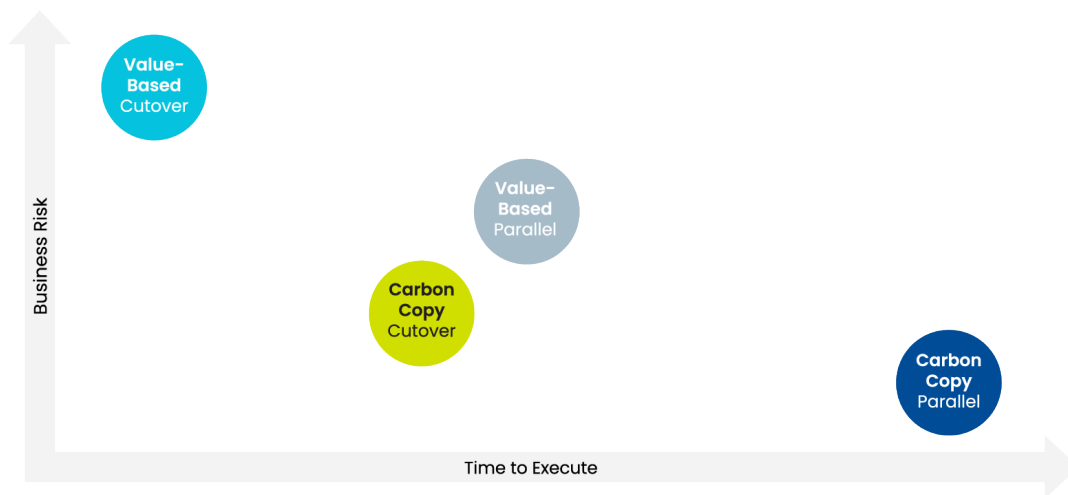 Value-
Based
Cutover
Value-
Based
Parallel
Business Risk
Carbon
Copy
Cutover
Carbon
Copy
Parallel
Time to Execute